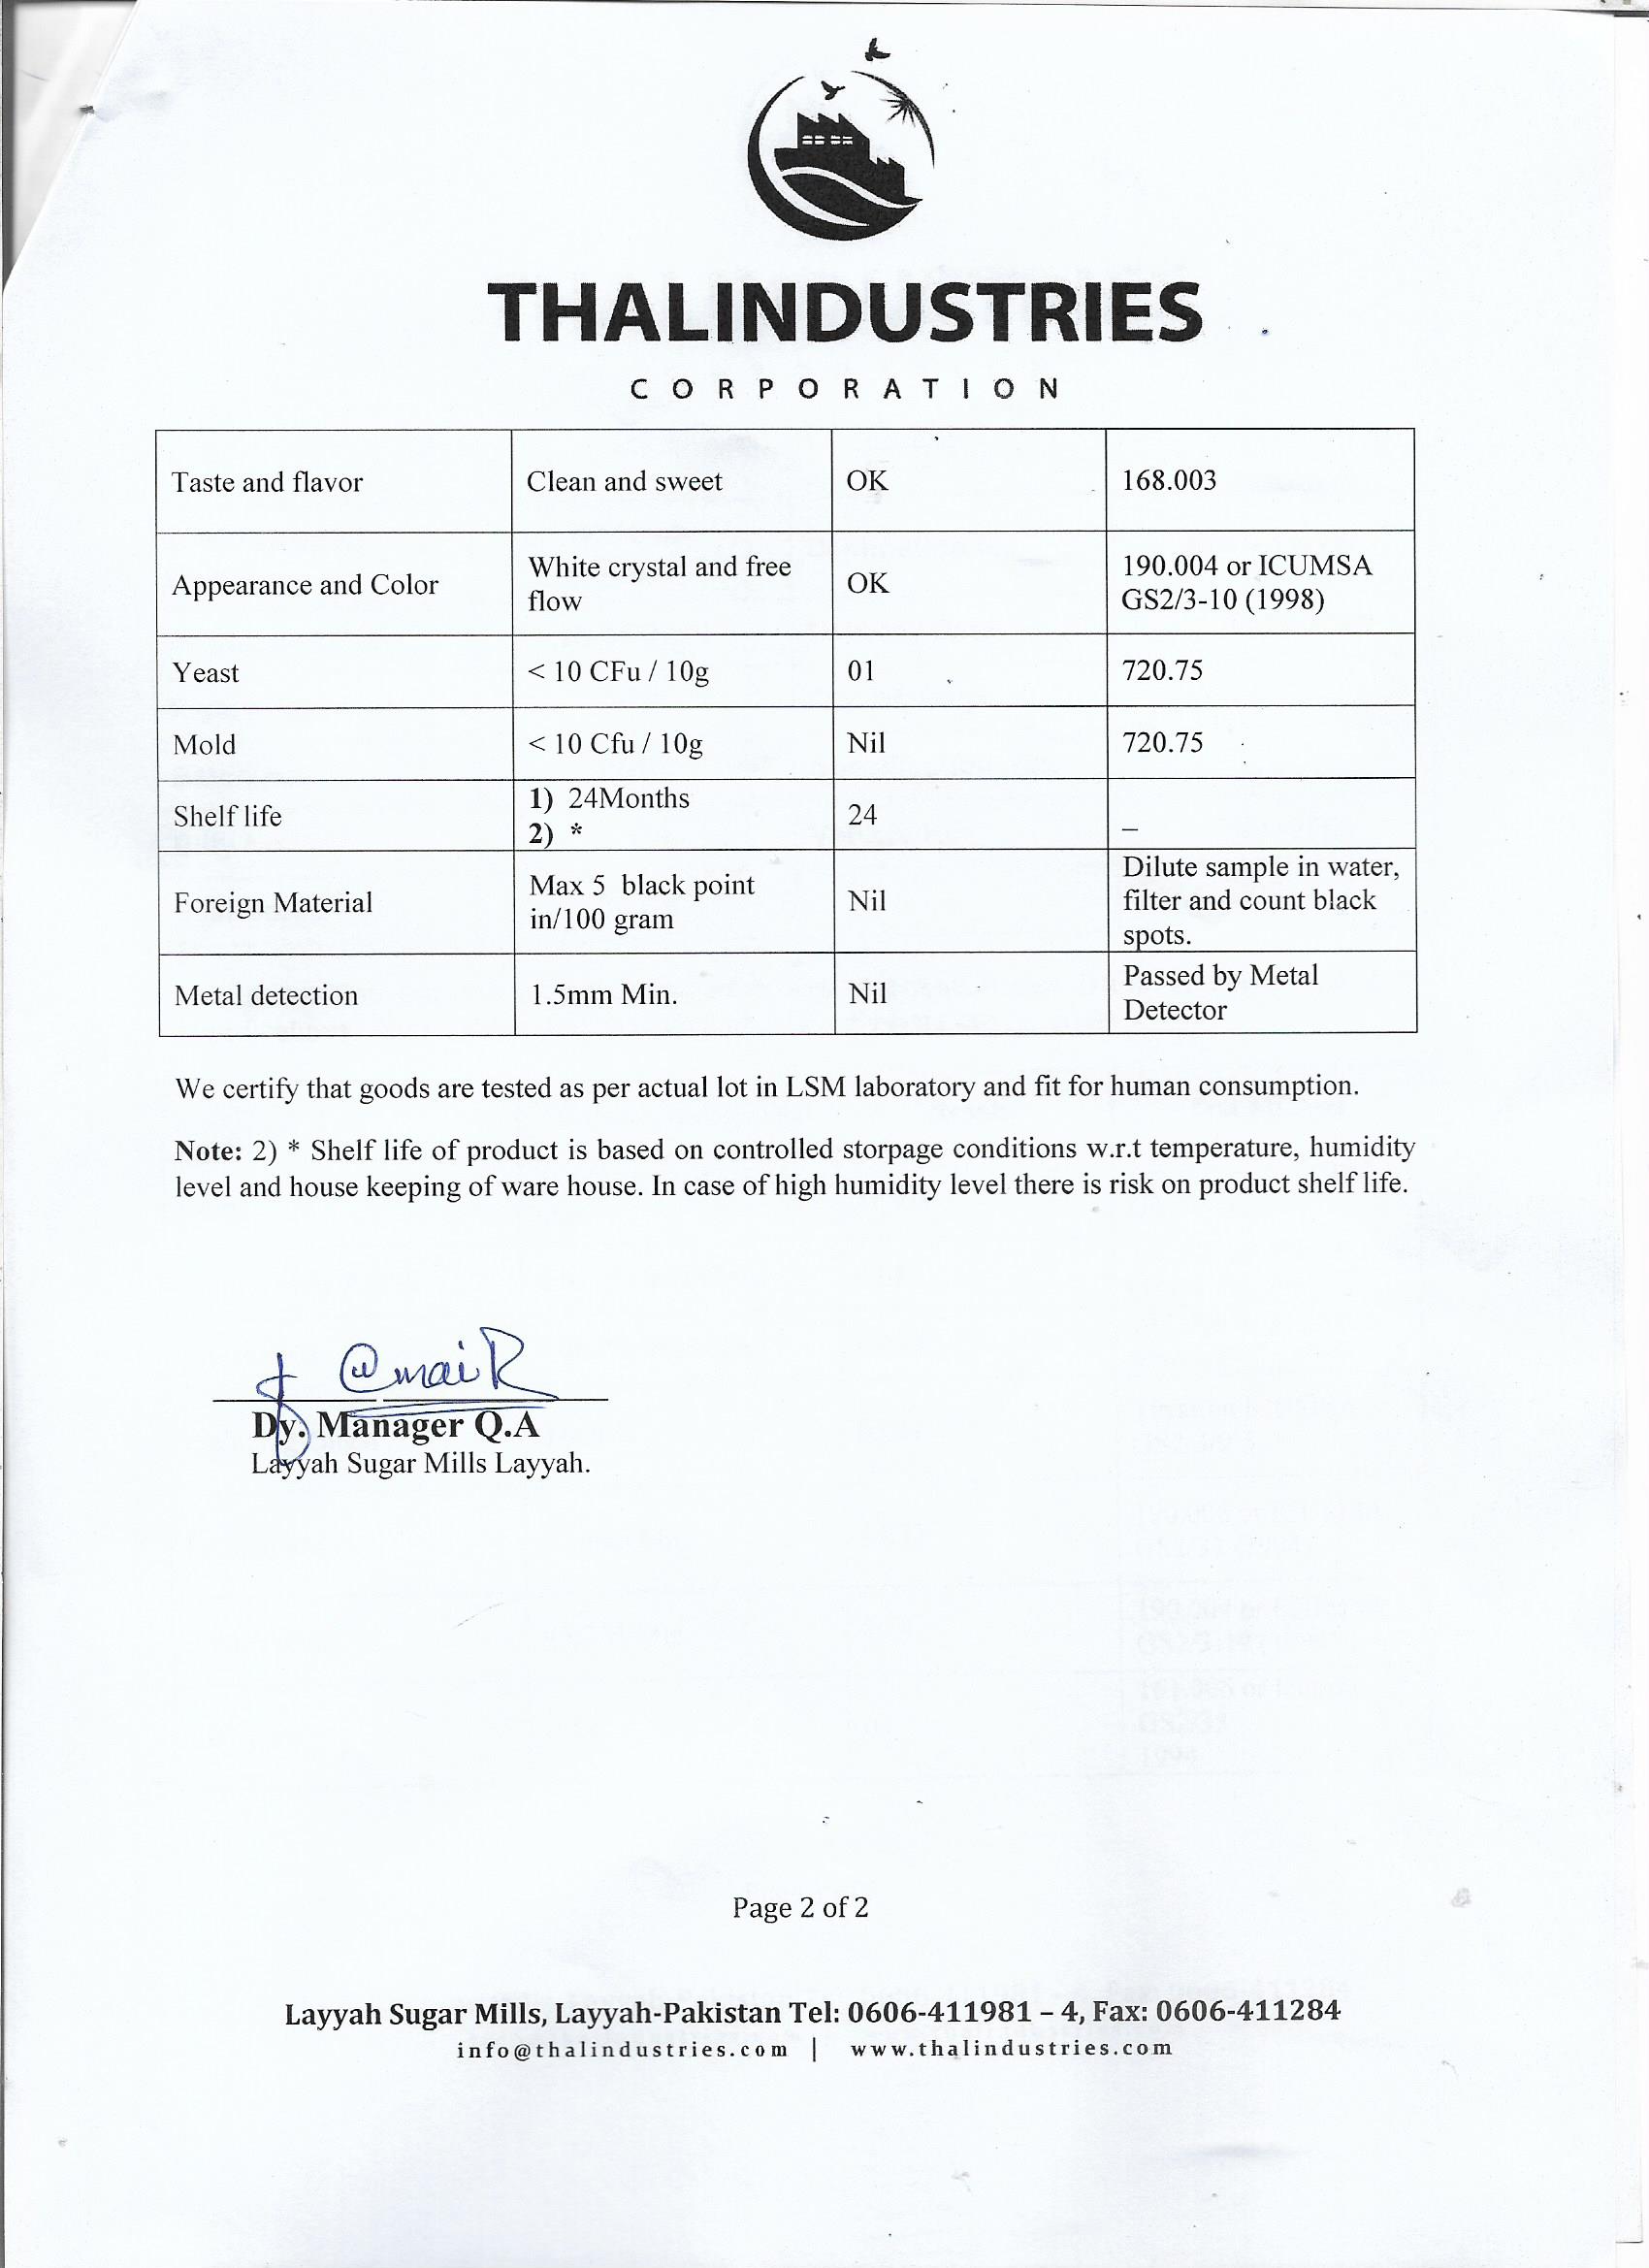 THALINDUSTRIES
CORPORATION
Taste and flavor Clean and sweet OK 168.003
Appearance and Color White crystal and free flow OK 190.004 or ICUMSA GS2/3-10 (1998)
Yeast < 10 CFu / 10g 01 720.75
Mold < 10 Cfu / 10g Nil 720.75
Shelf life 1) 24Months 2) * 24 –
Foreign Material Max 5 black point in/100 gram Nil Dilute sample in water, filter and count black spots.
Metal detection 1.5mm Min. Nil Passed by Metal Detector
We certify that goods are tested as per actual lot in LSM laboratory and fit for human consumption.
Note: 2) * Shelf life of product is based on controlled storpage conditions w.r.t temperature, humidity
level and house keeping of ware house. In case of high humidity level there is risk on product shelf life.
Dy. Manager Q.A
Layyah Sugar Mills Layyah.
Page 2 of 2
Layyah Sugar Mills, Layyah-Pakistan Tel: 0606-411981 – 4, Fax: 0606-411284
info@thalindustries.com | www.thalindustries.com